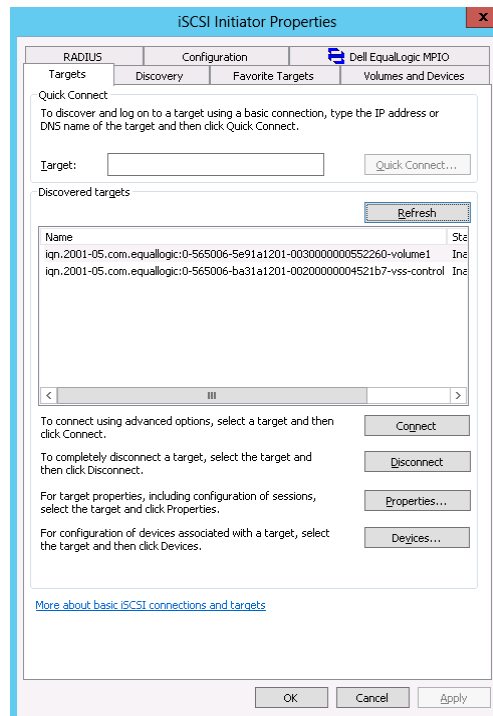 iSCSI Initiator Properties
x
RADIUS
Configuration
Dell EqualLogic MPIO
Targets
Discovery
Favorite Targets
Volumes and Devices
Quick Connect
To discover and log on to a target using a basic connection, type the IP address or
DNS name of the target and then click Quick Connect.
Target:
Quick Connect...
Discovered targets
Refresh
Name
Sta
iqn.2001-05.com.equallogic:0-565006-5e91a1201-0030000000552260-volume1 Ina
iqn.2001-05.com.equallogic:0-565006-ba31a1201-00200000004521b7-vss-control Ina
To connect using advanced options, select a target and then
click Connect.
Connect
To completely disconnect a target, select the target and
then click Disconnect.
Disconnect
For target properties, including configuration of sessions,
select the target and click Properties.
Properties...
For configuration of devices associated with a target, select
the target and then click Devices.
Devices...
More about basic iSCSI connections and targets
OK
Cancel
Apply